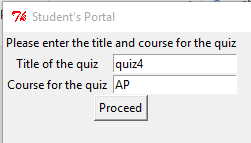 Student's Portal
Please enter the title and course for the quiz
Title of the quiz quiz4
Course for the quiz AP
Proceed